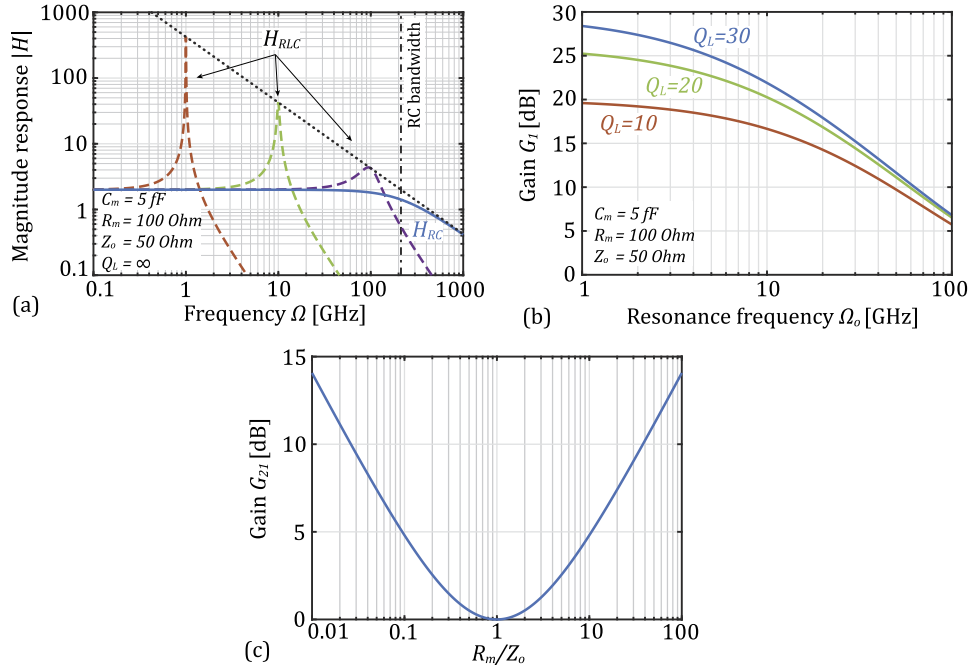 1000
100
10
1
0.1
Magnitude response |H|
H_RLC
RC bandwidth
H_RC
C_m = 5 fF
R_m = 100 Ohm
Z_o = 50 Ohm
Q_L = ∞
0.1 1 10 100 1000
(a) Frequency Ω [GHz]
30
25
20
15
10
5
0
Gain G_1 [dB]
Q_L=30
Q_L=20
Q_L=10
C_m = 5 fF
R_m = 100 Ohm
Z_o = 50 Ohm
1 10 100
(b) Resonance frequency Ω_o [GHz]
15
10
5
0
Gain G_21 [dB]
0.01 0.1 1 10 100
(c) R_m/Z_o